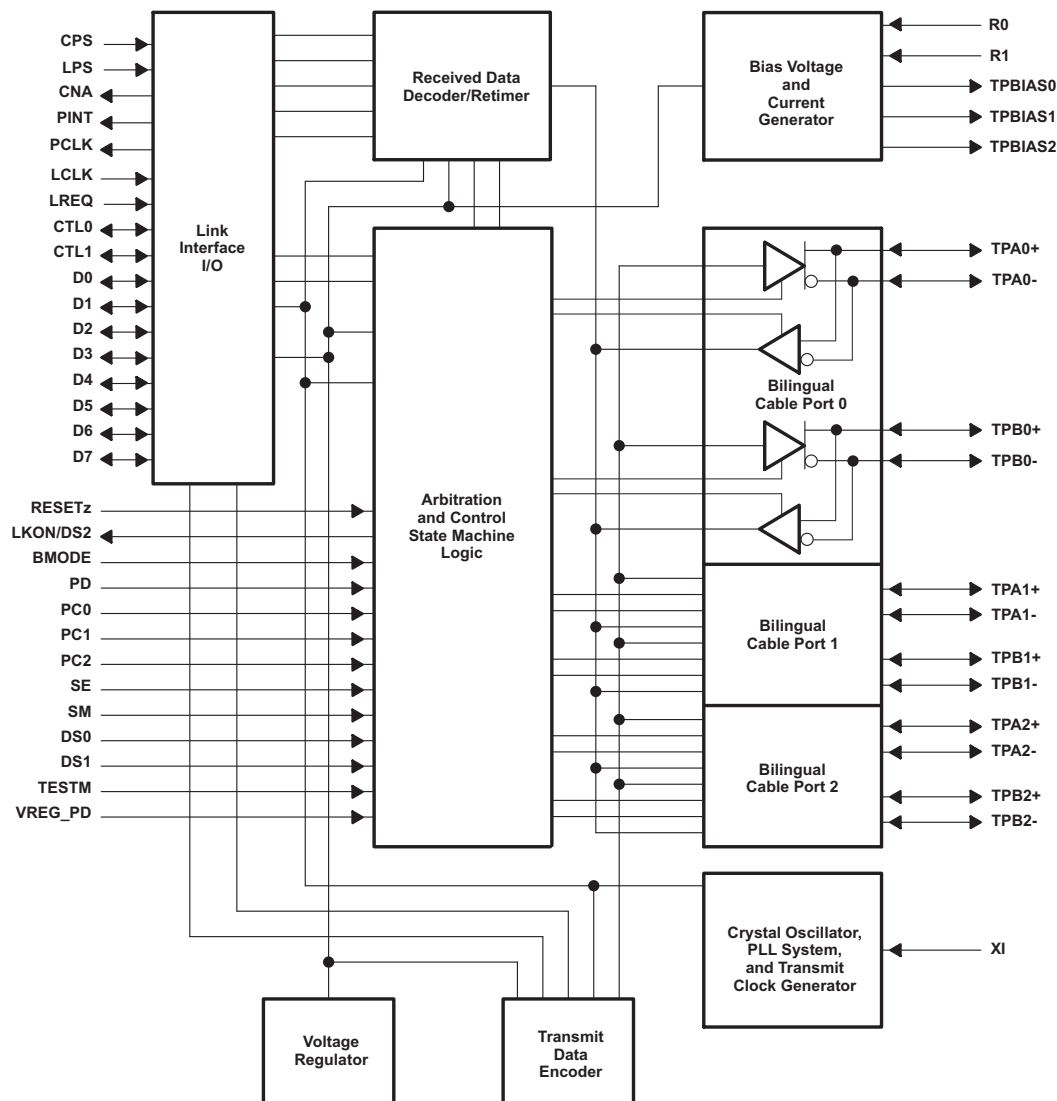 CPS
LPS
CNA
PINT
PCLK
LCLK
LREQ
CTL0
CTL1
D0
D1
D2
D3
D4
D5
D6
D7
RESETz
LKON/DS2
BMODE
PD
PC0
PC1
PC2
SE
SM
DS0
DS1
TESTM
VREG_PD
Link
Interface
I/O
Received Data
Decoder/Retimer
Arbitration
and Control
State Machine
Logic
Bias Voltage
and
Current
Generator
R0
R1
TPBIAS0
TPBIAS1
TPBIAS2
Bilingual
Cable Port 0
TPA0+
TPA0-
TPB0+
TPB0-
Bilingual
Cable Port 1
TPA1+
TPA1-
TPB1+
TPB1-
Bilingual
Cable Port 2
TPA2+
TPA2-
TPB2+
TPB2-
Crystal Oscillator,
PLL System,
and Transmit
Clock Generator
XI
Voltage
Regulator
Transmit
Data
Encoder